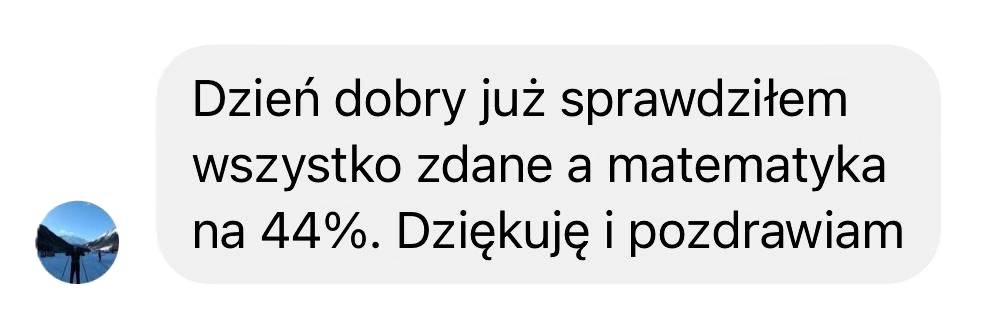 Dzień dobry już sprawdziłem
wszystko zdane a matematyka
na 44%. Dziękuję i pozdrawiam